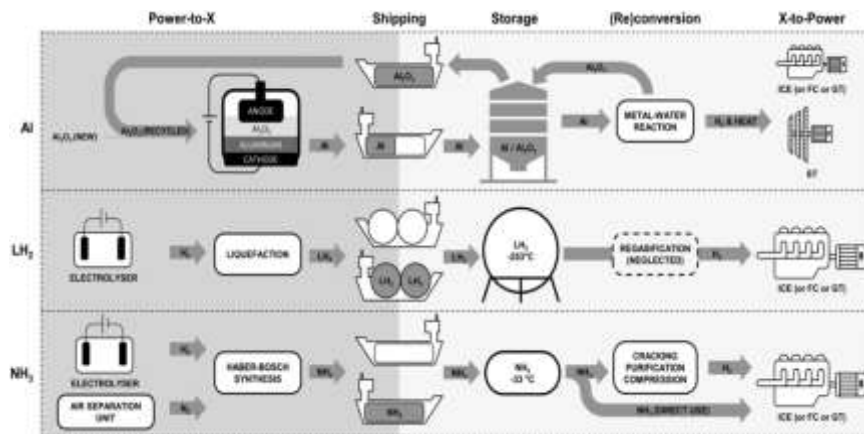 Power-to-X
Shipping
Storage
(Re)conversion
X-to-Power
Al
Al₂O₃ (NEW)
Al₂O₃ (RECYCLED)
ANODE
Al₂O₃
ALUMINIUM
CATHODE
Al
Al₂O₃
Al
Al
Al / Al₂O₃
Al₂O₃
Al
METAL-WATER
REACTION
H₂ & HEAT
ICE (or FC or GT)
ST
LH₂
ELECTROLYSER
H₂
LIQUEFACTION
LH₂
LH₂
LH₂
LH₂
LH₂
-253°C
REGASIFICATION
(NEGLECTED)
H₂
ICE (or FC or GT)
NH₃
ELECTROLYSER
AIR SEPARATION
UNIT
H₂
N₂
HABER-BOSCH
SYNTHESIS
NH₃
NH₃
NH₃
NH₃
-33 °C
NH₃
CRACKING
PURIFICATION
COMPRESSION
H₂
NH₃ (DIRECT USE)
ICE (or FC or GT)